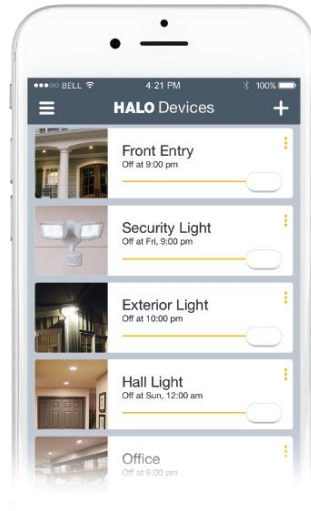 BELL 4:21 PM 100%
HALO Devices
Front Entry
Off at 9:00 pm
Security Light
Off at Fri, 9:00 pm
Exterior Light
Off at 10:00 pm
Hall Light
Off at Sun, 12:00 am
Office
Off at 6:00 pm